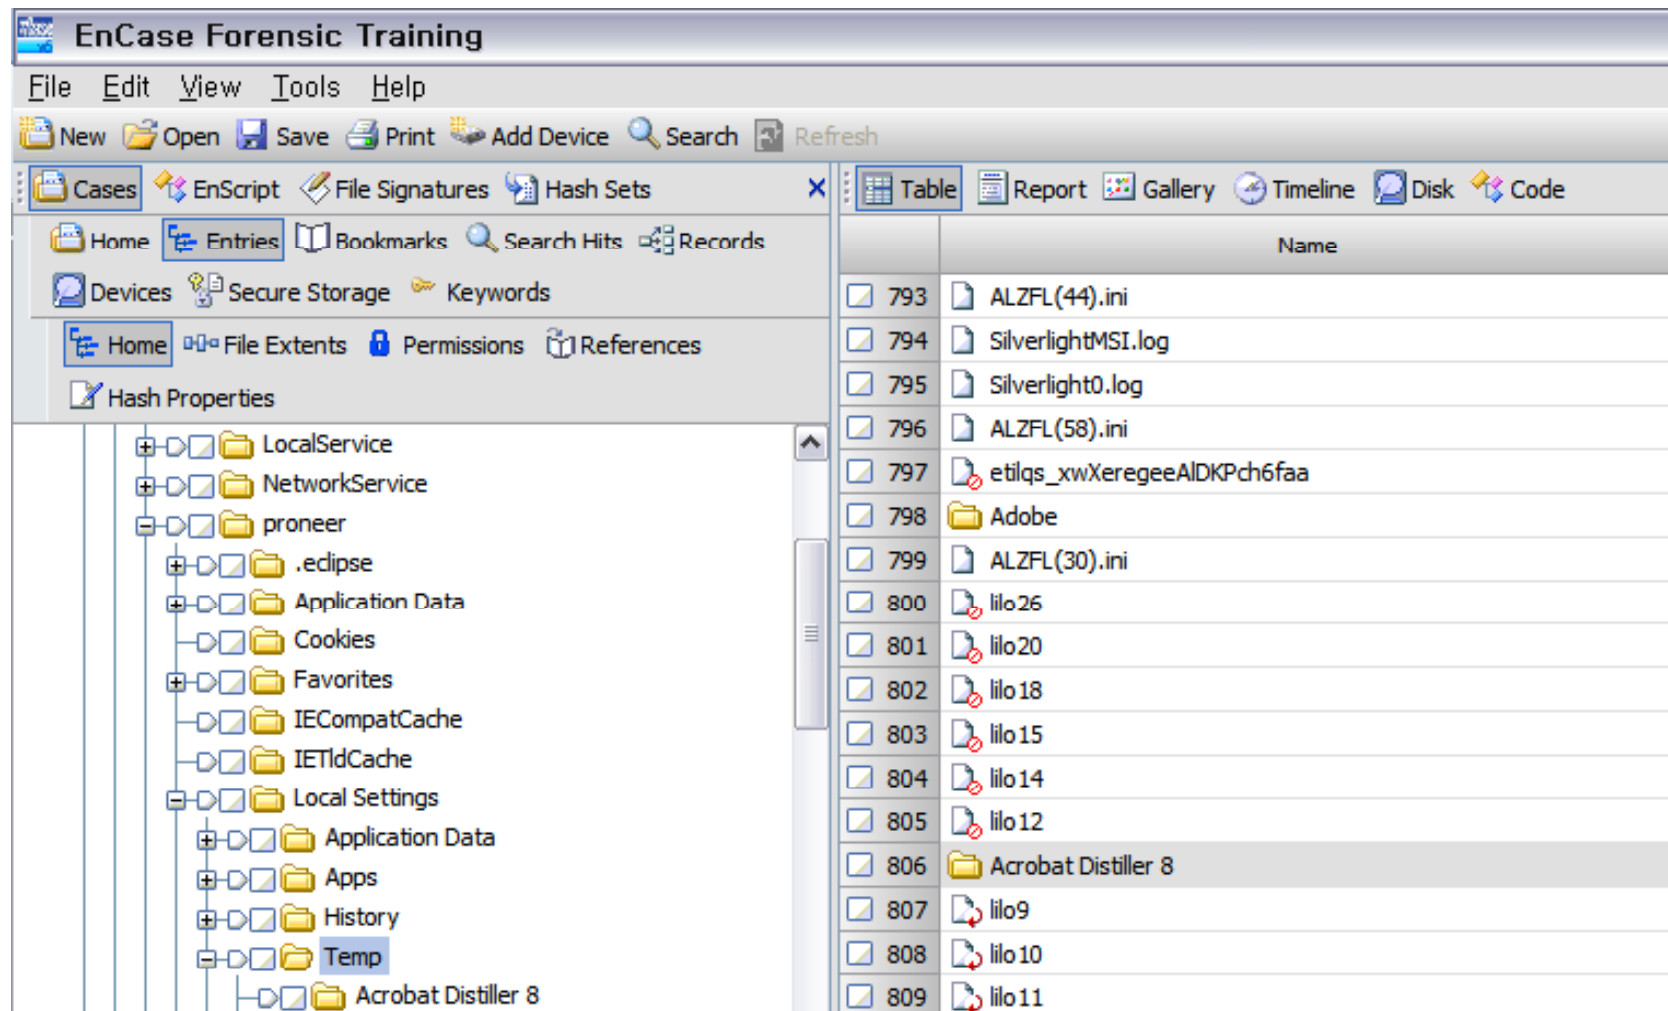 EnCase Forensic Training
File Edit View Tools Help
New Open Save Print Add Device Search Refresh
Cases EnScript File Signatures Hash Sets
Home Entries Bookmarks Search Hits Records
Devices Secure Storage Keywords
Home File Extents Permissions References
Hash Properties
LocalService
NetworkService
proneer
.eclipse
Application Data
Cookies
Favorites
IECompatCache
IETldCache
Local Settings
Application Data
Apps
History
Temp
Acrobat Distiller 8
Table Report Gallery Timeline Disk Code
Name
793 ALZFL(44).ini
794 SilverlightMSI.log
795 Silverlight0.log
796 ALZFL(58).ini
797 etilqs_xwXeregeeAlDKPch6faa
798 Adobe
799 ALZFL(30).ini
800 lilo26
801 lilo20
802 lilo18
803 lilo15
804 lilo14
805 lilo12
806 Acrobat Distiller 8
807 lilo9
808 lilo10
809 lilo11